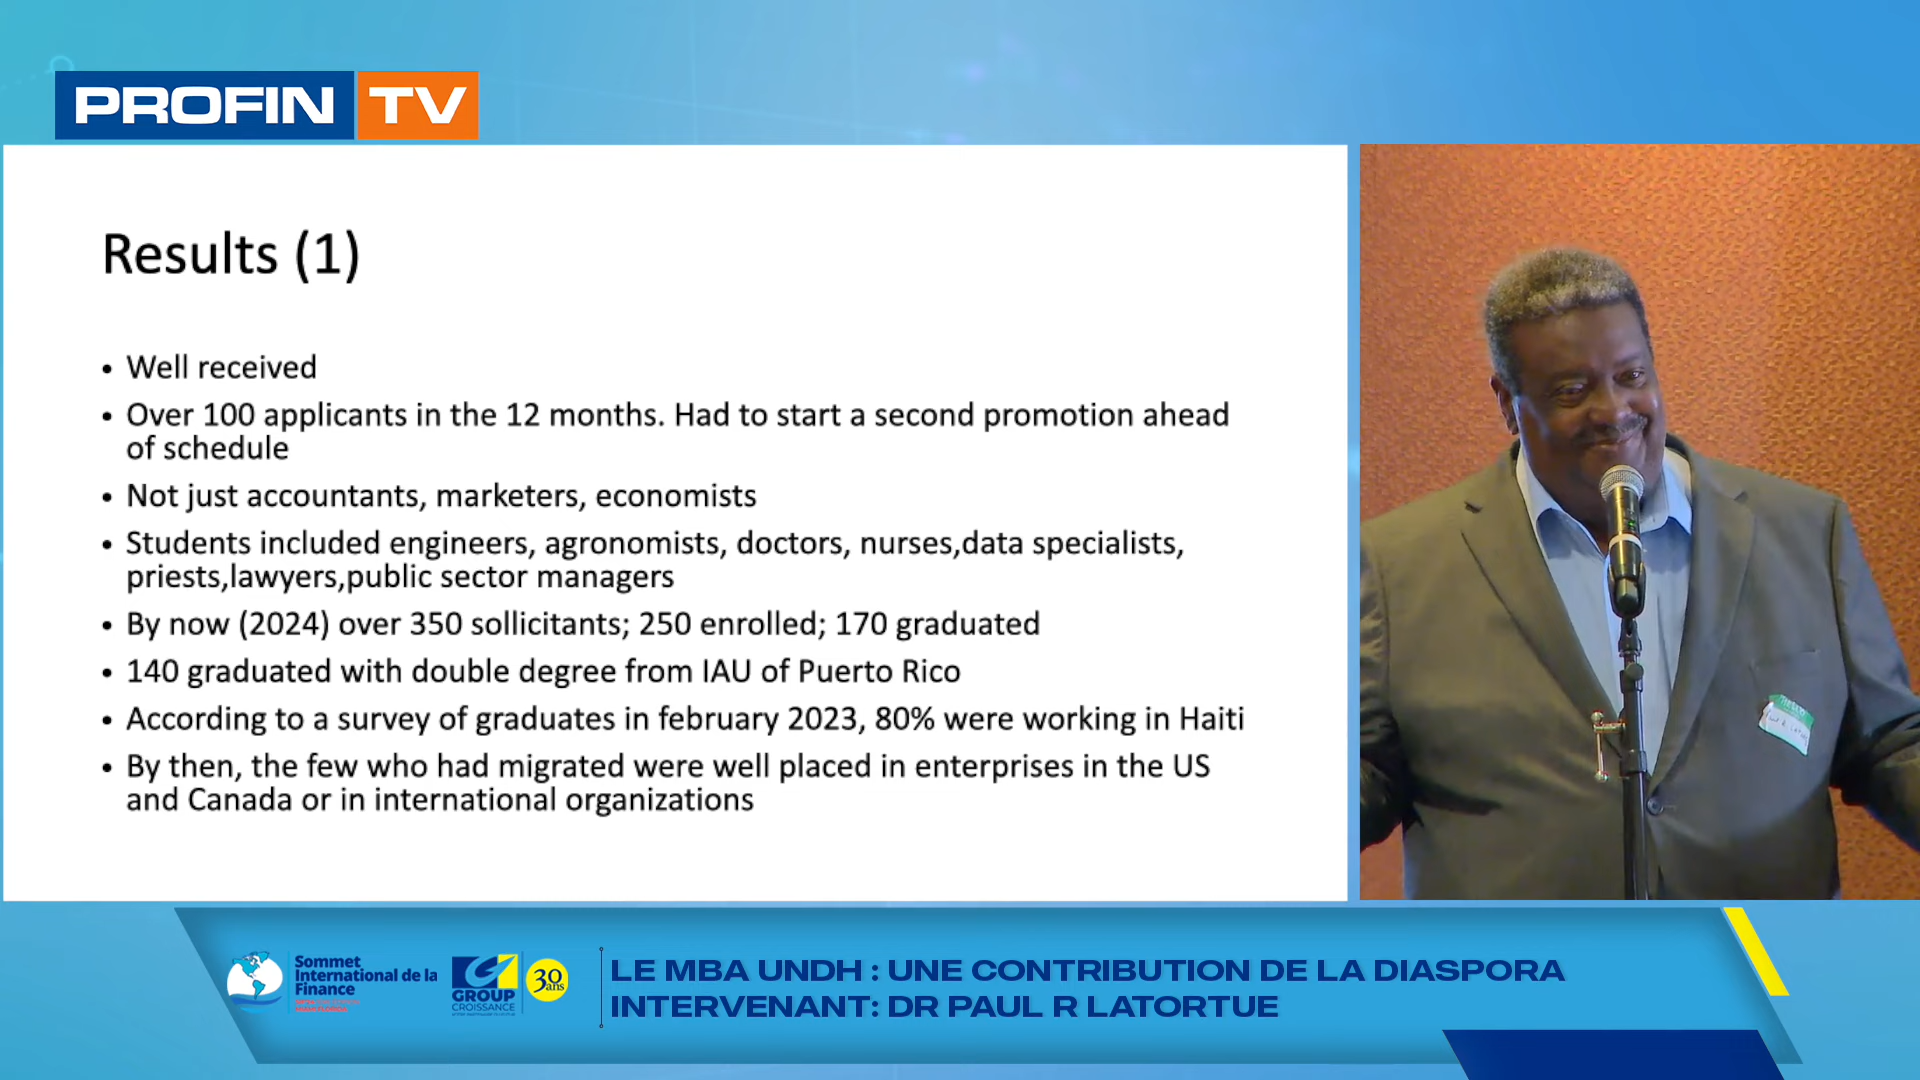 PROFIN TV
Results (1)
• Well received
• Over 100 applicants in the 12 months. Had to start a second promotion ahead
of schedule
• Not just accountants, marketers, economists
• Students included engineers, agronomists, doctors, nurses,data specialists,
priests,lawyers,public sector managers
• By now (2024) over 350 sollicitants; 250 enrolled; 170 graduated
• 140 graduated with double degree from IAU of Puerto Rico
• According to a survey of graduates in february 2023, 80% were working in Haiti
• By then, the few who had migrated were well placed in enterprises in the US
and Canada or in international organizations
HELLO
Sommet
International de la
Finance
GROUP
CROISSANCE
30
ans
LE MBA UNDH : UNE CONTRIBUTION DE LA DIASPORA
INTERVENANT: DR PAUL R LATORTUE